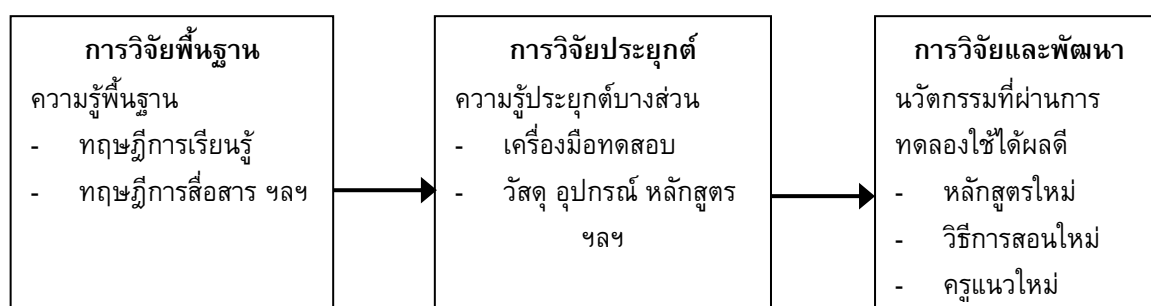 การวิจัยพื้นฐาน
ความรู้พื้นฐาน
- ทฤษฎีการเรียนรู้
- ทฤษฎีการสื่อสาร ฯลฯ
การวิจัยประยุกต์
ความรู้ประยุกต์บางส่วน
- เครื่องมือทดสอบ
- วัสดุ อุปกรณ์ หลักสูตร
ฯลฯ
การวิจัยและพัฒนา
นวัตกรรมที่ผ่านการ
ทดลองใช้ได้ผลดี
- หลักสูตรใหม่
- วิธีการสอนใหม่
- ครูแนวใหม่